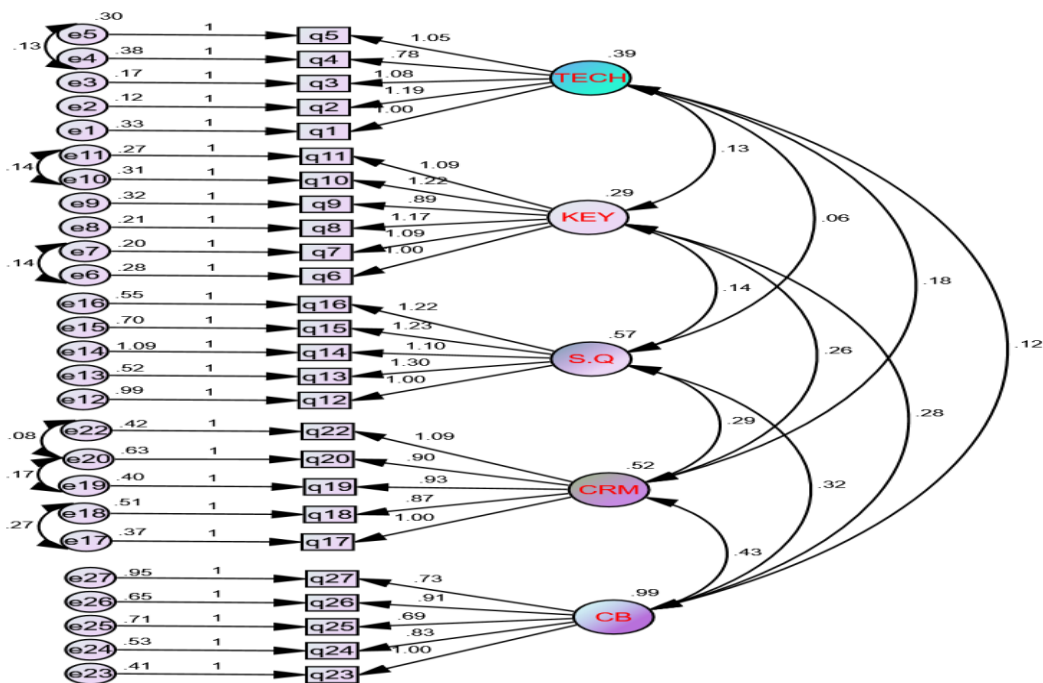 .30
e5 1 q5 1.05
.13
e4 .38 1 q4 .78 .39
e3 .17 1 q3 1.08 TECH
e2 .12 1 q2 1.19
e1 .33 1 q1 1.00
e11 .27 1 q11 1.09 .13
.14
e10 .31 1 q10 1.22 .29
e9 .32 1 q9 .89 KEY .06
e8 .21 1 q8 1.17
e7 .20 1 q7 1.09
.14
e6 .28 1 q6 1.00 .14 .18
e16 .55 1 q16 1.22
e15 .70 1 q15 1.23 .57
e14 1.09 1 q14 1.10 S.Q .26 .12
e13 .52 1 q13 1.30
e12 .99 1 q12 1.00 .28
e22 .42 1 q22 1.09 .29
.08
e20 .63 1 q20 .90 .52
.17
e19 .40 1 q19 .93 CRM .32
e18 .51 1 q18 .87
.27
e17 .37 1 q17 1.00 .43
e27 .95 1 q27 .73 .99
e26 .65 1 q26 .91 CB
e25 .71 1 q25 .69
e24 .53 1 q24 .83
e23 .41 1 q23 1.00